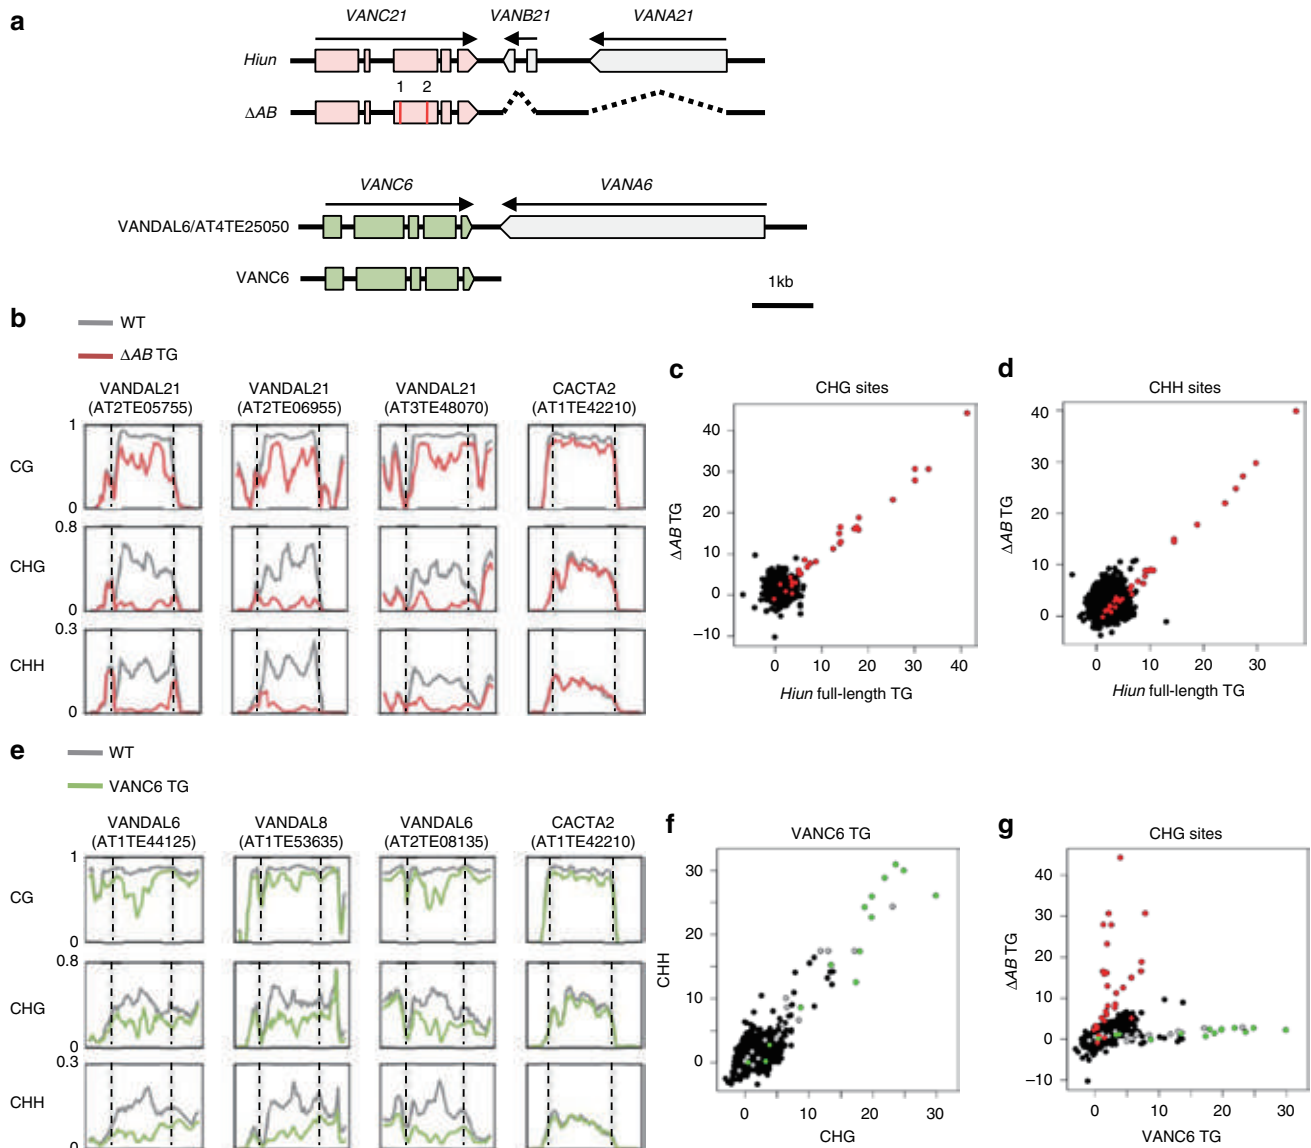 a
VANC21 VANB21 VANA21
Hiun
1 2
ΔAB
VANC6 VANA6
VANDAL6/AT4TE25050
VANC6
1kb
b
WT
ΔAB TG
VANDAL21 VANDAL21 VANDAL21 CACTA2
(AT2TE05755) (AT2TE06955) (AT3TE48070) (AT1TE42210)
1
CG
0
0.8
CHG
0
0.3
CHH
0
c
CHG sites
40
30
20
10
0
−10
ΔAB TG
0 10 20 30 40
Hiun full-length TG
d
CHH sites
40
30
20
10
0
ΔAB TG
0 10 20 30
Hiun full-length TG
e
WT
VANC6 TG
VANDAL6 VANDAL8 VANDAL6 CACTA2
(AT1TE44125) (AT1TE53635) (AT2TE08135) (AT1TE42210)
1
CG
0
0.8
CHG
0
0.3
CHH
0
f
VANC6 TG
30
20
10
0
CHH
0 10 20 30
CHG
g
CHG sites
40
30
20
10
0
−10
ΔAB TG
0 10 20 30
VANC6 TG